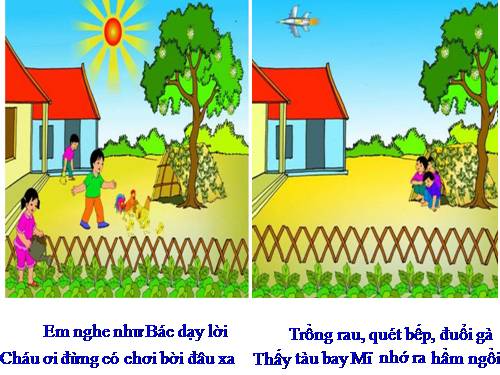 Em nghe như Bác dạy lời
Cháu ơi đừng có chơi bời đâu xa
Trồng rau, quét bếp, đuổi gà
Thấy tàu bay Mĩ nhớ ra hầm ngồi